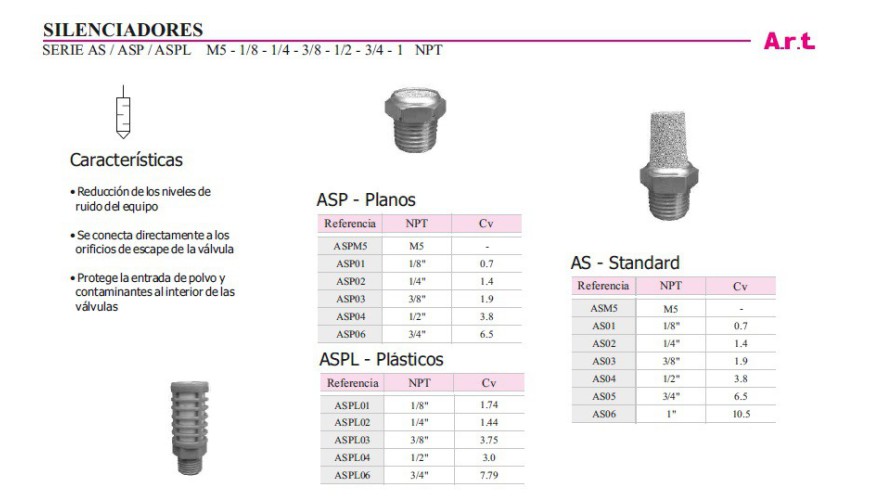 SILENCIADORES
SERIE AS / ASP / ASPL M5 - 1/8 - 1/4 - 3/8 - 1/2 - 3/4 - 1 NPT
A.r.t.
Características
• Reducción de los niveles de
ruido del equipo
• Se conecta directamente a los
orificios de escape de la válvula
• Protege la entrada de polvo y
contaminantes al interior de las
válvulas
ASP - Planos
Referencia NPT Cv
ASPM5 M5 -
ASP01 1/8" 0.7
ASP02 1/4" 1.4
ASP03 3/8" 1.9
ASP04 1/2" 3.8
ASP06 3/4" 6.5
ASPL - Plásticos
Referencia NPT Cv
ASPL01 1/8" 1.74
ASPL02 1/4" 1.44
ASPL03 3/8" 3.75
ASPL04 1/2" 3.0
ASPL06 3/4" 7.79
AS - Standard
Referencia NPT Cv
ASM5 M5 -
AS01 1/8" 0.7
AS02 1/4" 1.4
AS03 3/8" 1.9
AS04 1/2" 3.8
AS05 3/4" 6.5
AS06 1" 10.5